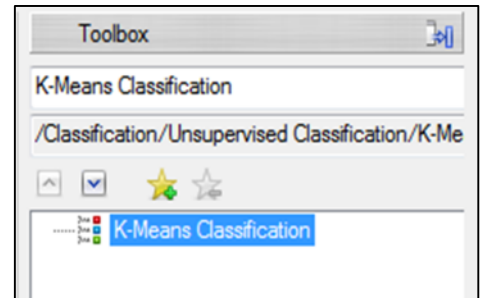 Toolbox
K-Means Classification
/Classification/Unsupervised Classification/K-Me
K-Means Classification